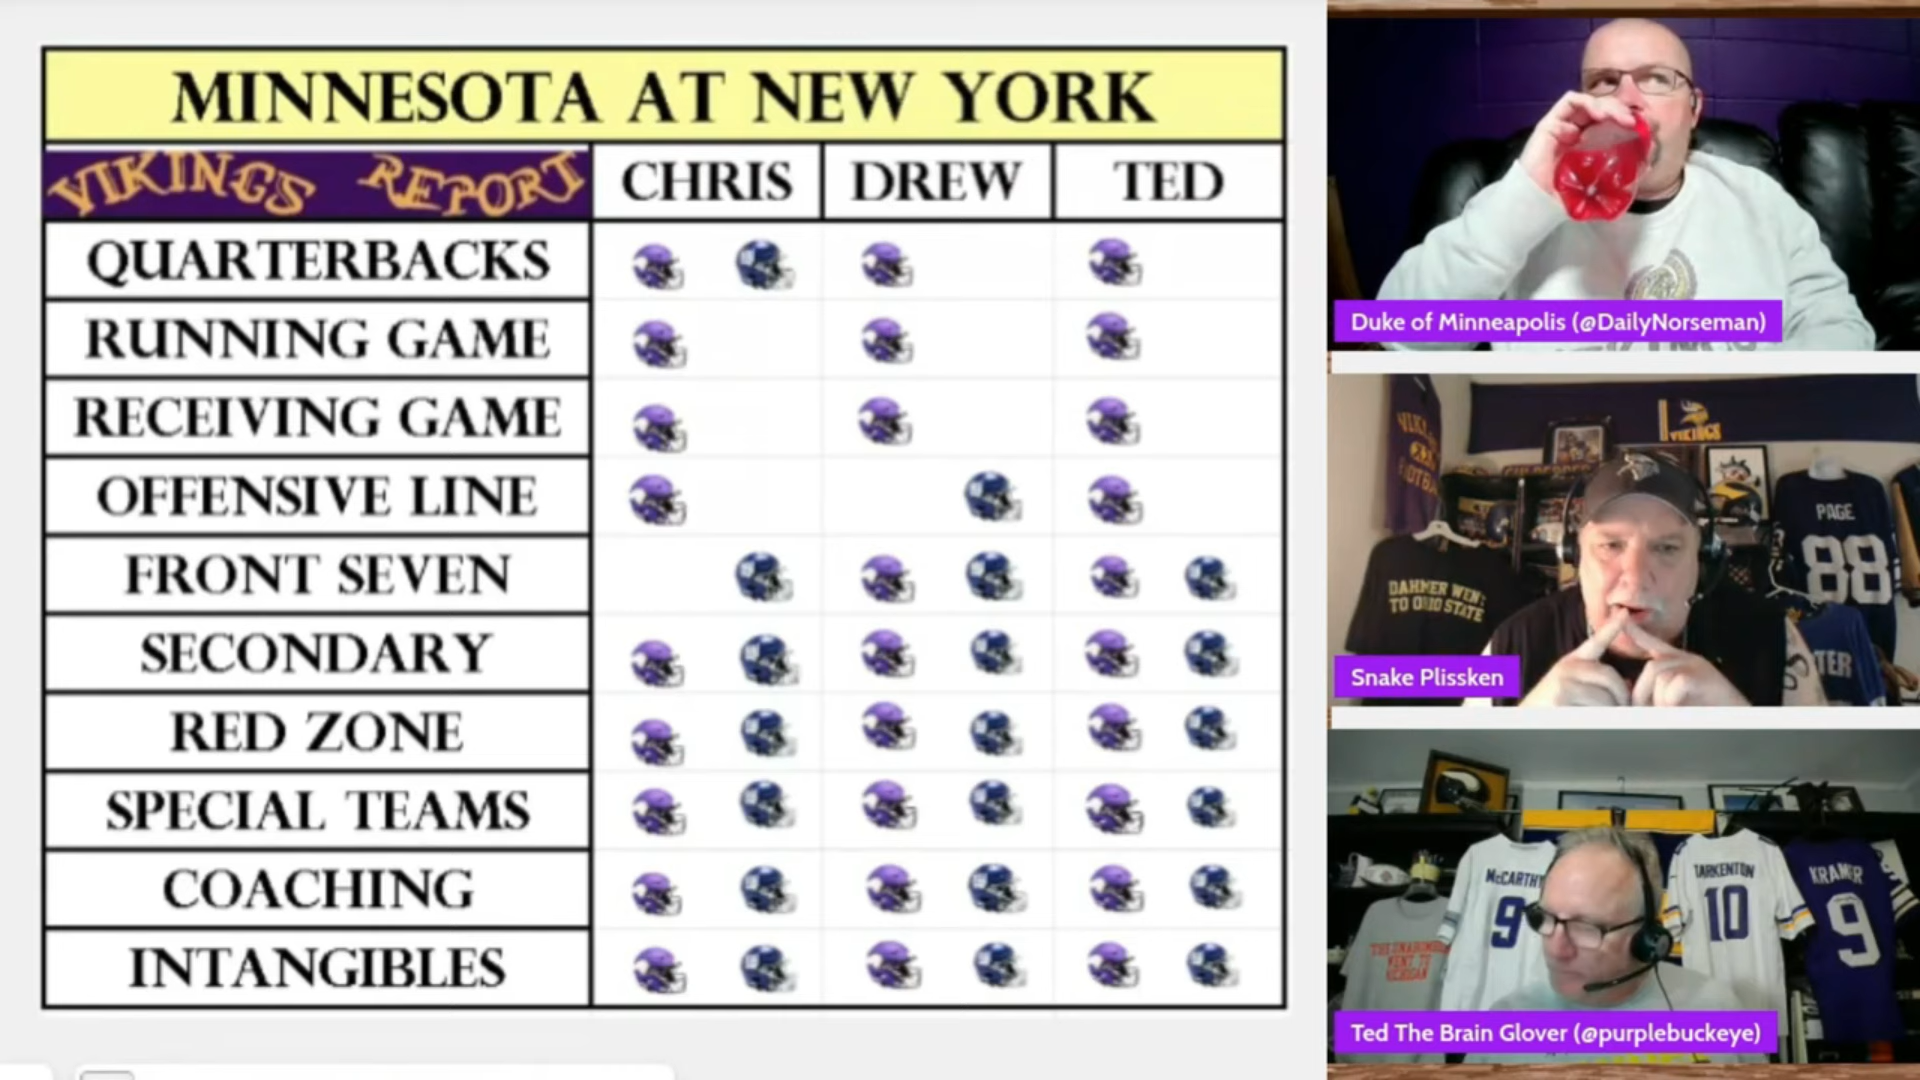 MINNESOTA AT NEW YORK
VIKINGS REPORT
CHRIS
DREW
TED
QUARTERBACKS
RUNNING GAME
RECEIVING GAME
OFFENSIVE LINE
FRONT SEVEN
SECONDARY
RED ZONE
SPECIAL TEAMS
COACHING
INTANGIBLES
Duke of Minneapolis (@DailyNorseman)
VIKINGS
PAGE
88
DAHMER WENT
TO OHIO STATE
Snake Plissken
McCARTHY
9
TARKENTON
10
KRAMER
9
WENT TO
Ted The Brain Glover (@purplebuckeye)